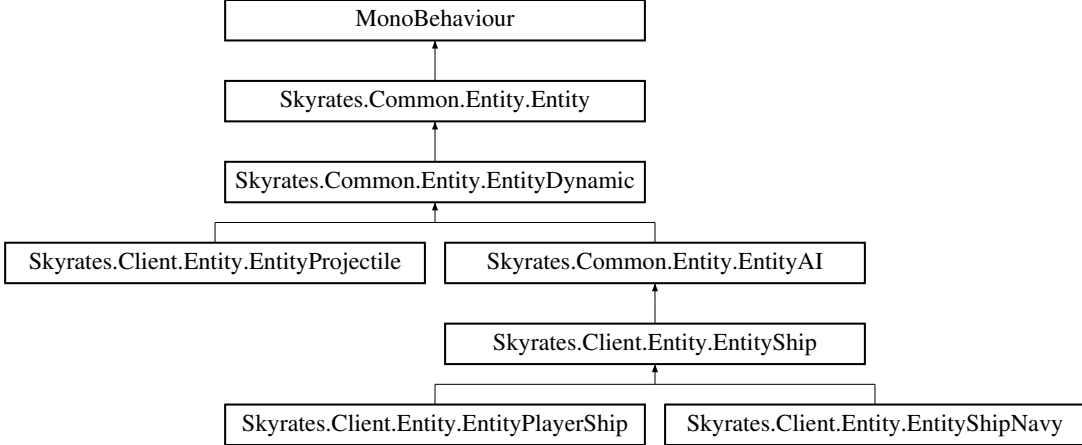 MonoBehaviour
Skyrates.Common.Entity.Entity
Skyrates.Common.Entity.EntityDynamic
Skyrates.Client.Entity.EntityProjectile
Skyrates.Common.Entity.EntityAI
Skyrates.Client.Entity.EntityShip
Skyrates.Client.Entity.EntityPlayerShip
Skyrates.Client.Entity.EntityShipNavy